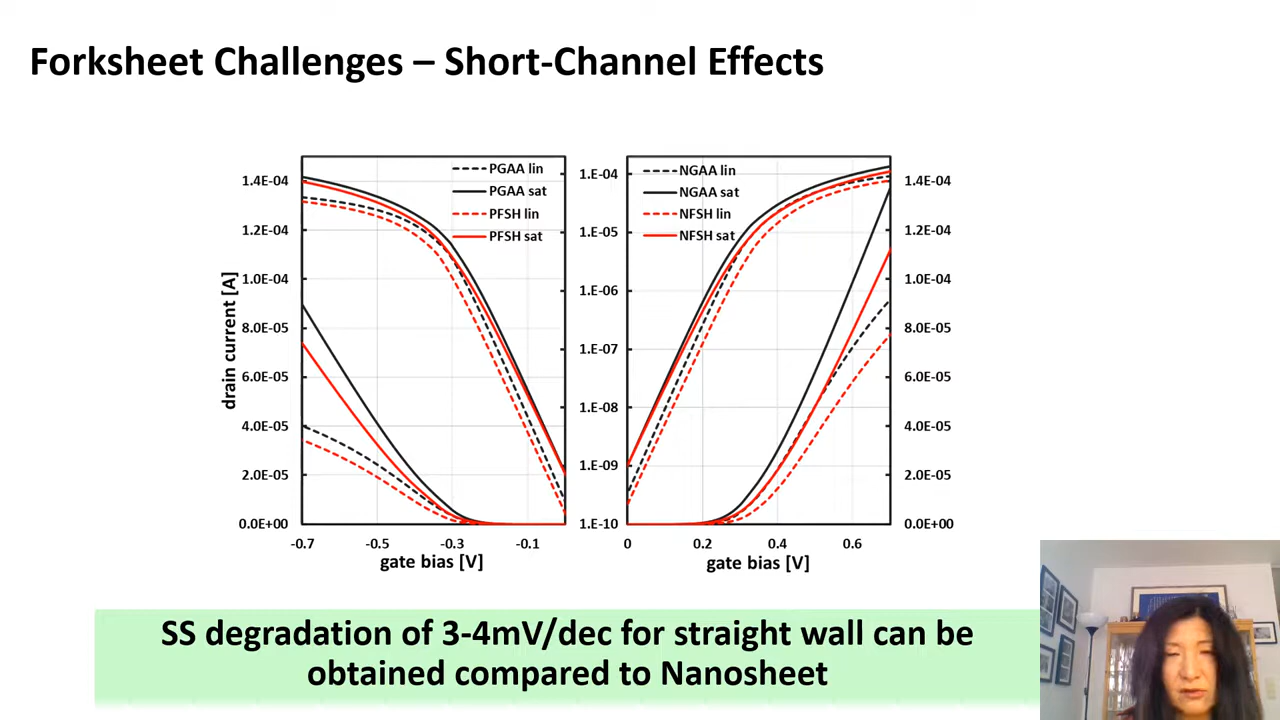 Forksheet Challenges – Short-Channel Effects
drain current [A]
1.4E-04
1.2E-04
1.0E-04
8.0E-05
6.0E-05
4.0E-05
2.0E-05
0.0E+00
PGAA lin
PGAA sat
PFSH lin
PFSH sat
-0.7
-0.5
-0.3
-0.1
gate bias [V]
1.E-04
1.E-05
1.E-06
1.E-07
1.E-08
1.E-09
1.E-10
NGAA lin
NGAA sat
NFSH lin
NFSH sat
0
0.2
0.4
0.6
gate bias [V]
1.4E-04
1.2E-04
1.0E-04
8.0E-05
6.0E-05
4.0E-05
2.0E-05
0.0E+00
SS degradation of 3-4mV/dec for straight wall can be
obtained compared to Nanosheet